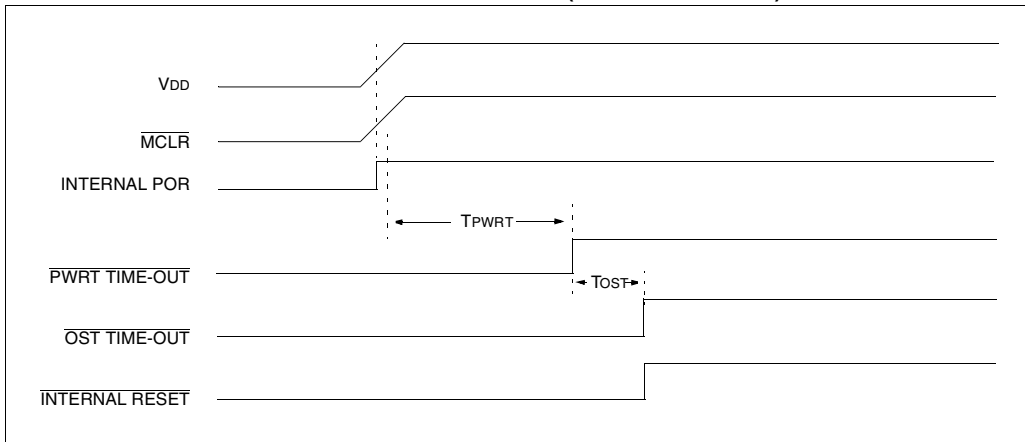 VDD
MCLR
INTERNAL POR
TPWRT
PWRT TIME-OUT
TOST
OST TIME-OUT
INTERNAL RESET